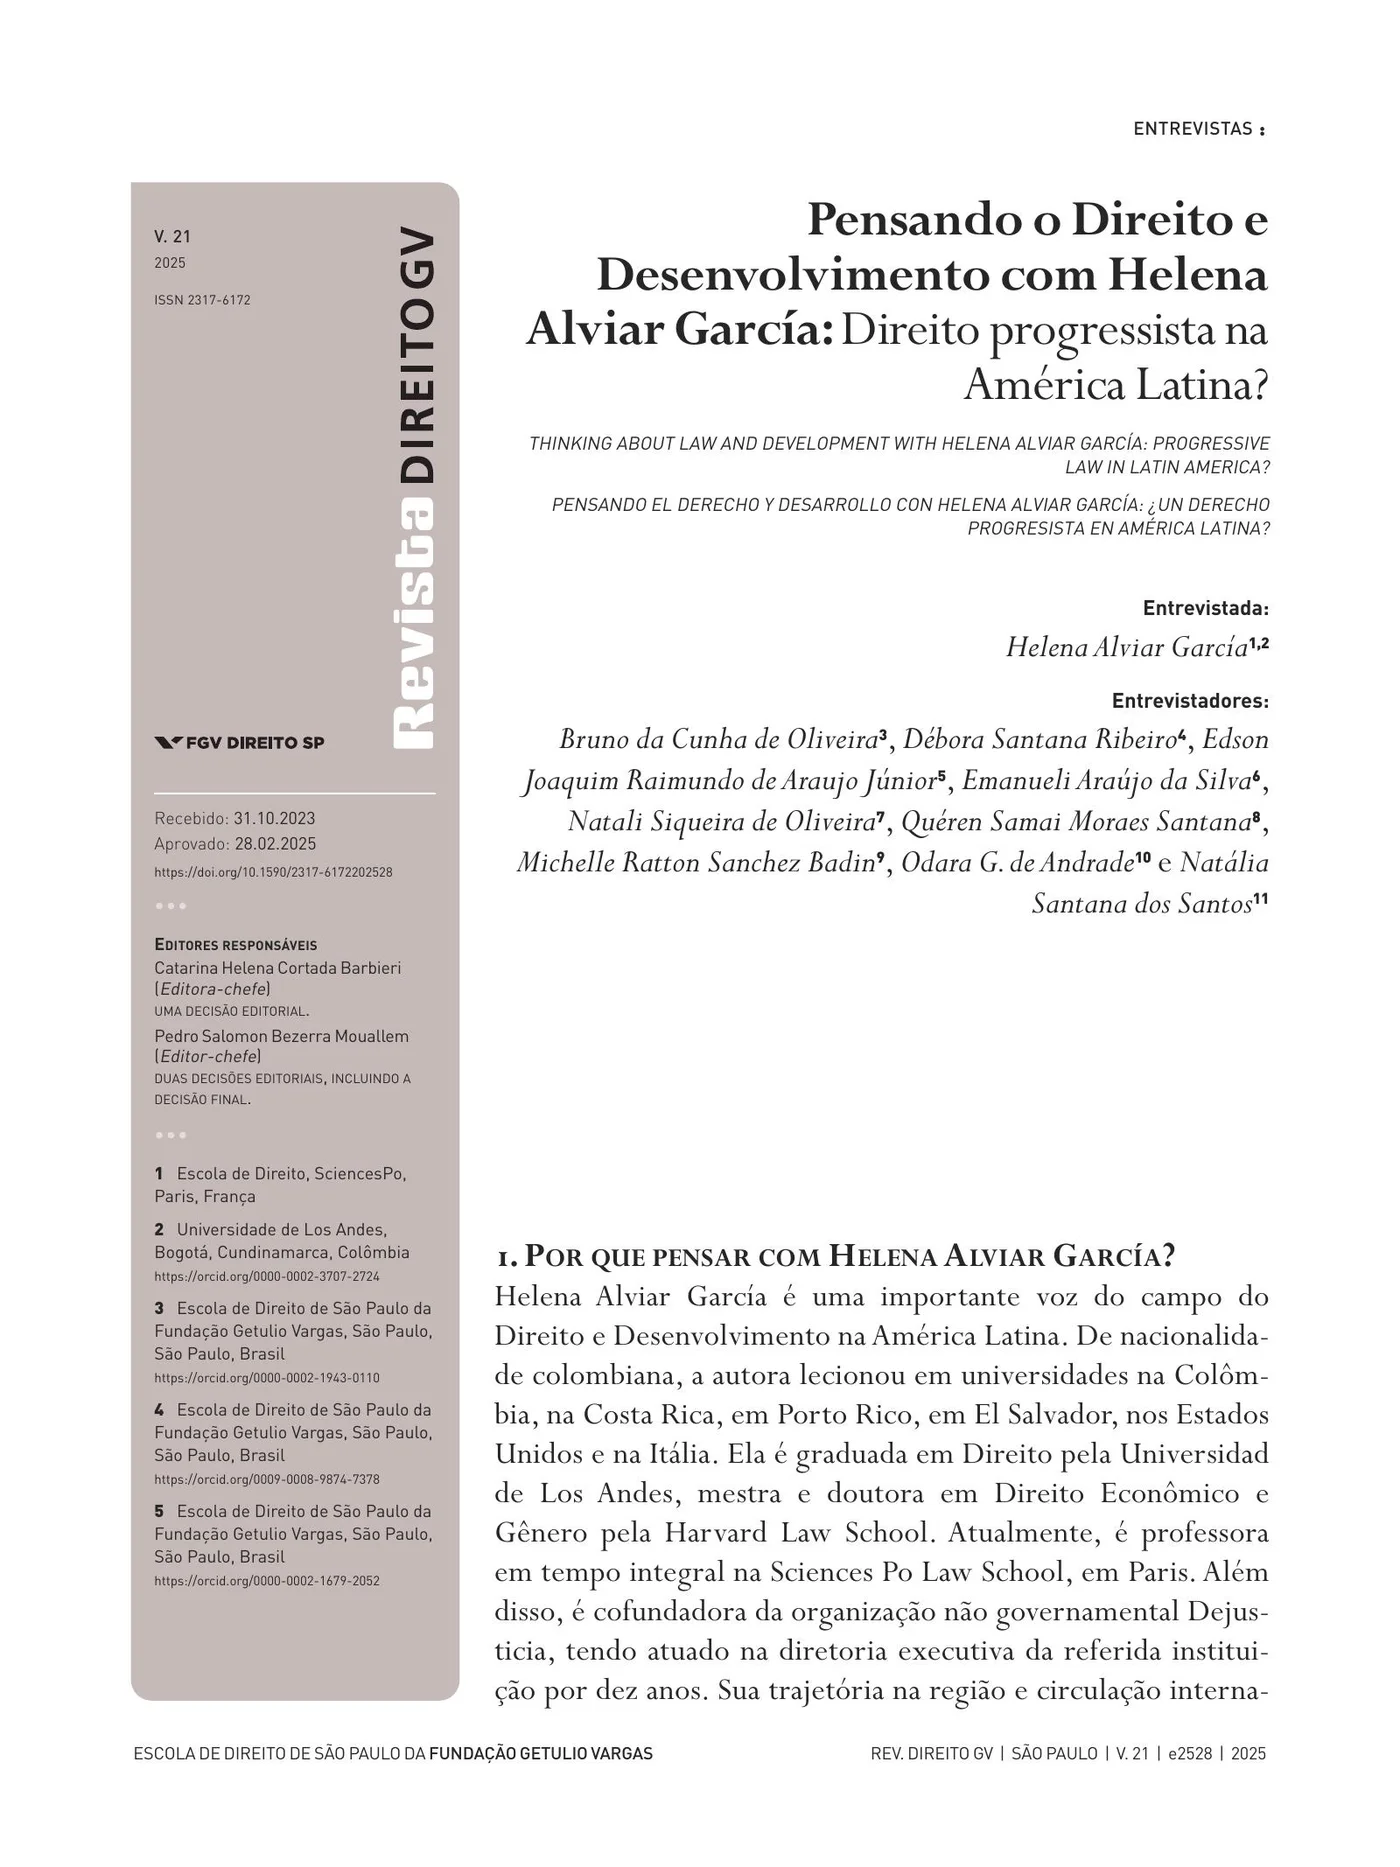 ENTREVISTAS :
V. 21
2025
ISSN 2317-6172
Revista DIREITOGV
FGV DIREITO SP
Recebido: 31.10.2023
Aprovado: 28.02.2025
https://doi.org/10.1590/2317-6172202528
EDITORES RESPONSÁVEIS
Catarina Helena Cortada Barbieri
(Editora-chefe)
UMA DECISÃO EDITORIAL.
Pedro Salomon Bezerra Mouallem
(Editor-chefe)
DUAS DECISÕES EDITORIAIS, INCLUINDO A
DECISÃO FINAL.
1 Escola de Direito, SciencesPo,
Paris, França
2 Universidade de Los Andes,
Bogotá, Cundinamarca, Colômbia
https://orcid.org/0000-0002-3707-2724
3 Escola de Direito de São Paulo da
Fundação Getulio Vargas, São Paulo,
São Paulo, Brasil
https://orcid.org/0000-0002-1943-0110
4 Escola de Direito de São Paulo da
Fundação Getulio Vargas, São Paulo,
São Paulo, Brasil
https://orcid.org/0009-0008-9874-7378
5 Escola de Direito de São Paulo da
Fundação Getulio Vargas, São Paulo,
São Paulo, Brasil
https://orcid.org/0000-0002-1679-2052
Pensando o Direito e
Desenvolvimento com Helena
Alviar García: Direito progressista na
América Latina?
THINKING ABOUT LAW AND DEVELOPMENT WITH HELENA ALVIAR GARCÍA: PROGRESSIVE
LAW IN LATIN AMERICA?
PENSANDO EL DERECHO Y DESARROLLO CON HELENA ALVIAR GARCÍA: ¿UN DERECHO
PROGRESISTA EN AMÉRICA LATINA?
Entrevistada:
Helena Alviar García1,2
Entrevistadores:
Bruno da Cunha de Oliveira3, Débora Santana Ribeiro4, Edson
Joaquim Raimundo de Araujo Júnior5, Emanueli Araújo da Silva6,
Natali Siqueira de Oliveira7, Quéren Samai Moraes Santana8,
Michelle Ratton Sanchez Badin9, Odara G. de Andrade10 e Natália
Santana dos Santos11
1. POR QUE PENSAR COM HELENA ALVIAR GARCÍA?
Helena Alviar García é uma importante voz do campo do
Direito e Desenvolvimento na América Latina. De nacionalida-
de colombiana, a autora lecionou em universidades na Colôm-
bia, na Costa Rica, em Porto Rico, em El Salvador, nos Estados
Unidos e na Itália. Ela é graduada em Direito pela Universidad
de Los Andes, mestra e doutora em Direito Econômico e
Gênero pela Harvard Law School. Atualmente, é professora
em tempo integral na Sciences Po Law School, em Paris. Além
disso, é cofundadora da organização não governamental Dejus-
ticia, tendo atuado na diretoria executiva da referida institui-
ção por dez anos. Sua trajetória na região e circulação interna-
ESCOLA DE DIREITO DE SÃO PAULO DA FUNDAÇÃO GETULIO VARGAS
REV. DIREITO GV | SÃO PAULO | V. 21 | e2528 | 2025